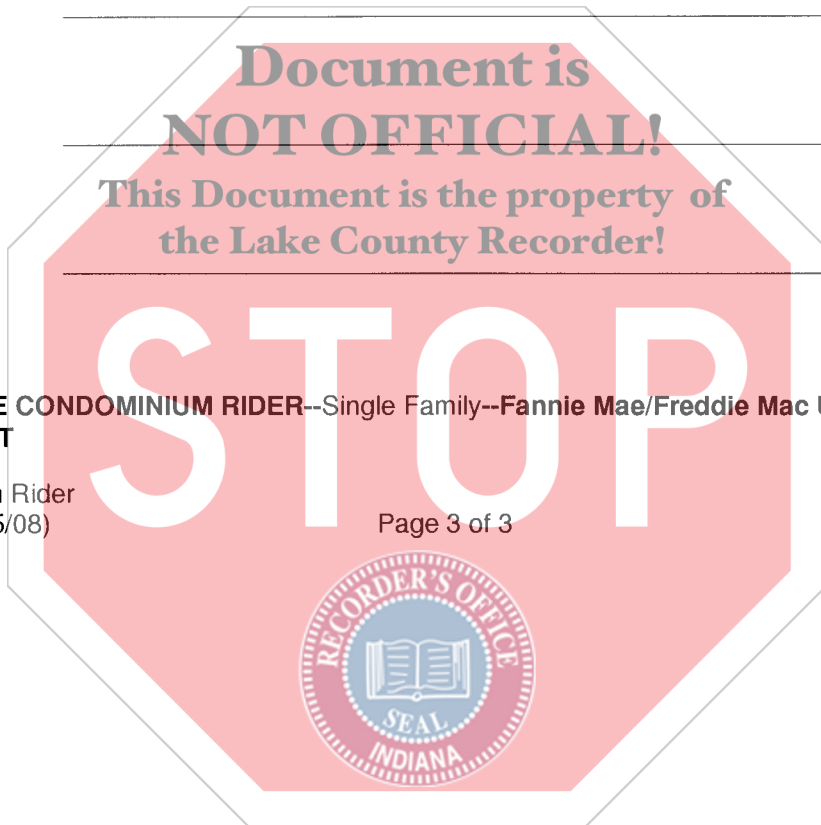 Document is
NOT OFFICIAL!
This Document is the property of
the Lake County Recorder!
STOP
E CONDOMINIUM RIDER--Single Family--Fannie Mae/Freddie Mac U
T
Rider
5/08)
Page 3 of 3
RECORDER'S OFFICE
SEAL
INDIANA